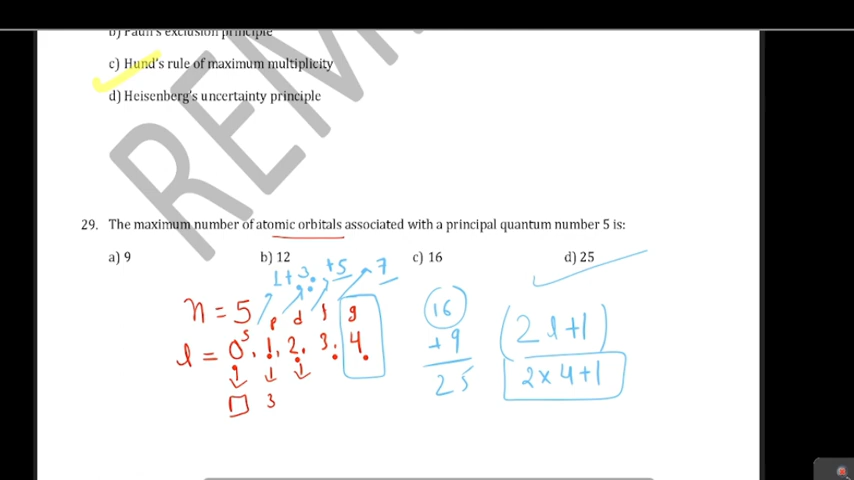 b) Pauli's exclusion principle
c) Hund's rule of maximum multiplicity
d) Heisenberg's uncertainty principle
REM
29. The maximum number of atomic orbitals associated with a principal quantum number 5 is:
a) 9 b) 12 c) 16 d) 25
1+3 +5 7
n = 5 p d f g
s
l = 0, 1, 2, 3, 4
3
16
+9
25
(2l+1)
2×4+1